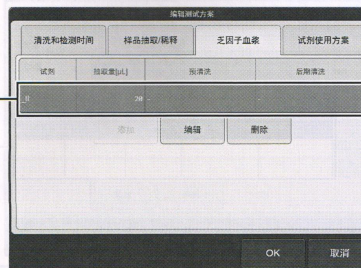 编辑测试方案
清洗和检测时间 样品抽取/稀释 乏因子血浆 试剂使用方案
试剂 抽取量[μL] 预清洗 后期清洗
20 - -
添加 编辑 删除
OK 取消